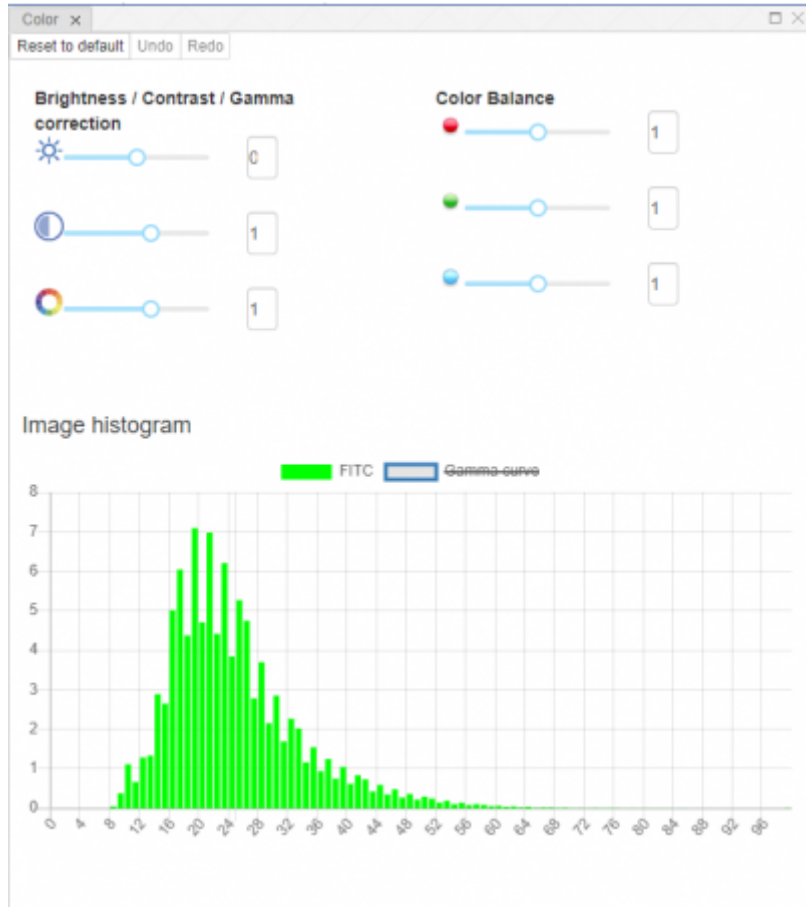 Color x
Reset to default Undo Redo
Brightness / Contrast / Gamma
correction
Color Balance
0
1
1
1
1
1
Image histogram
FITC Gamma curve
8
7
6
5
4
3
2
1
0
0 4 8 12 16 20 24 28 32 36 40 44 48 52 56 60 64 68 72 76 80 84 88 92 96